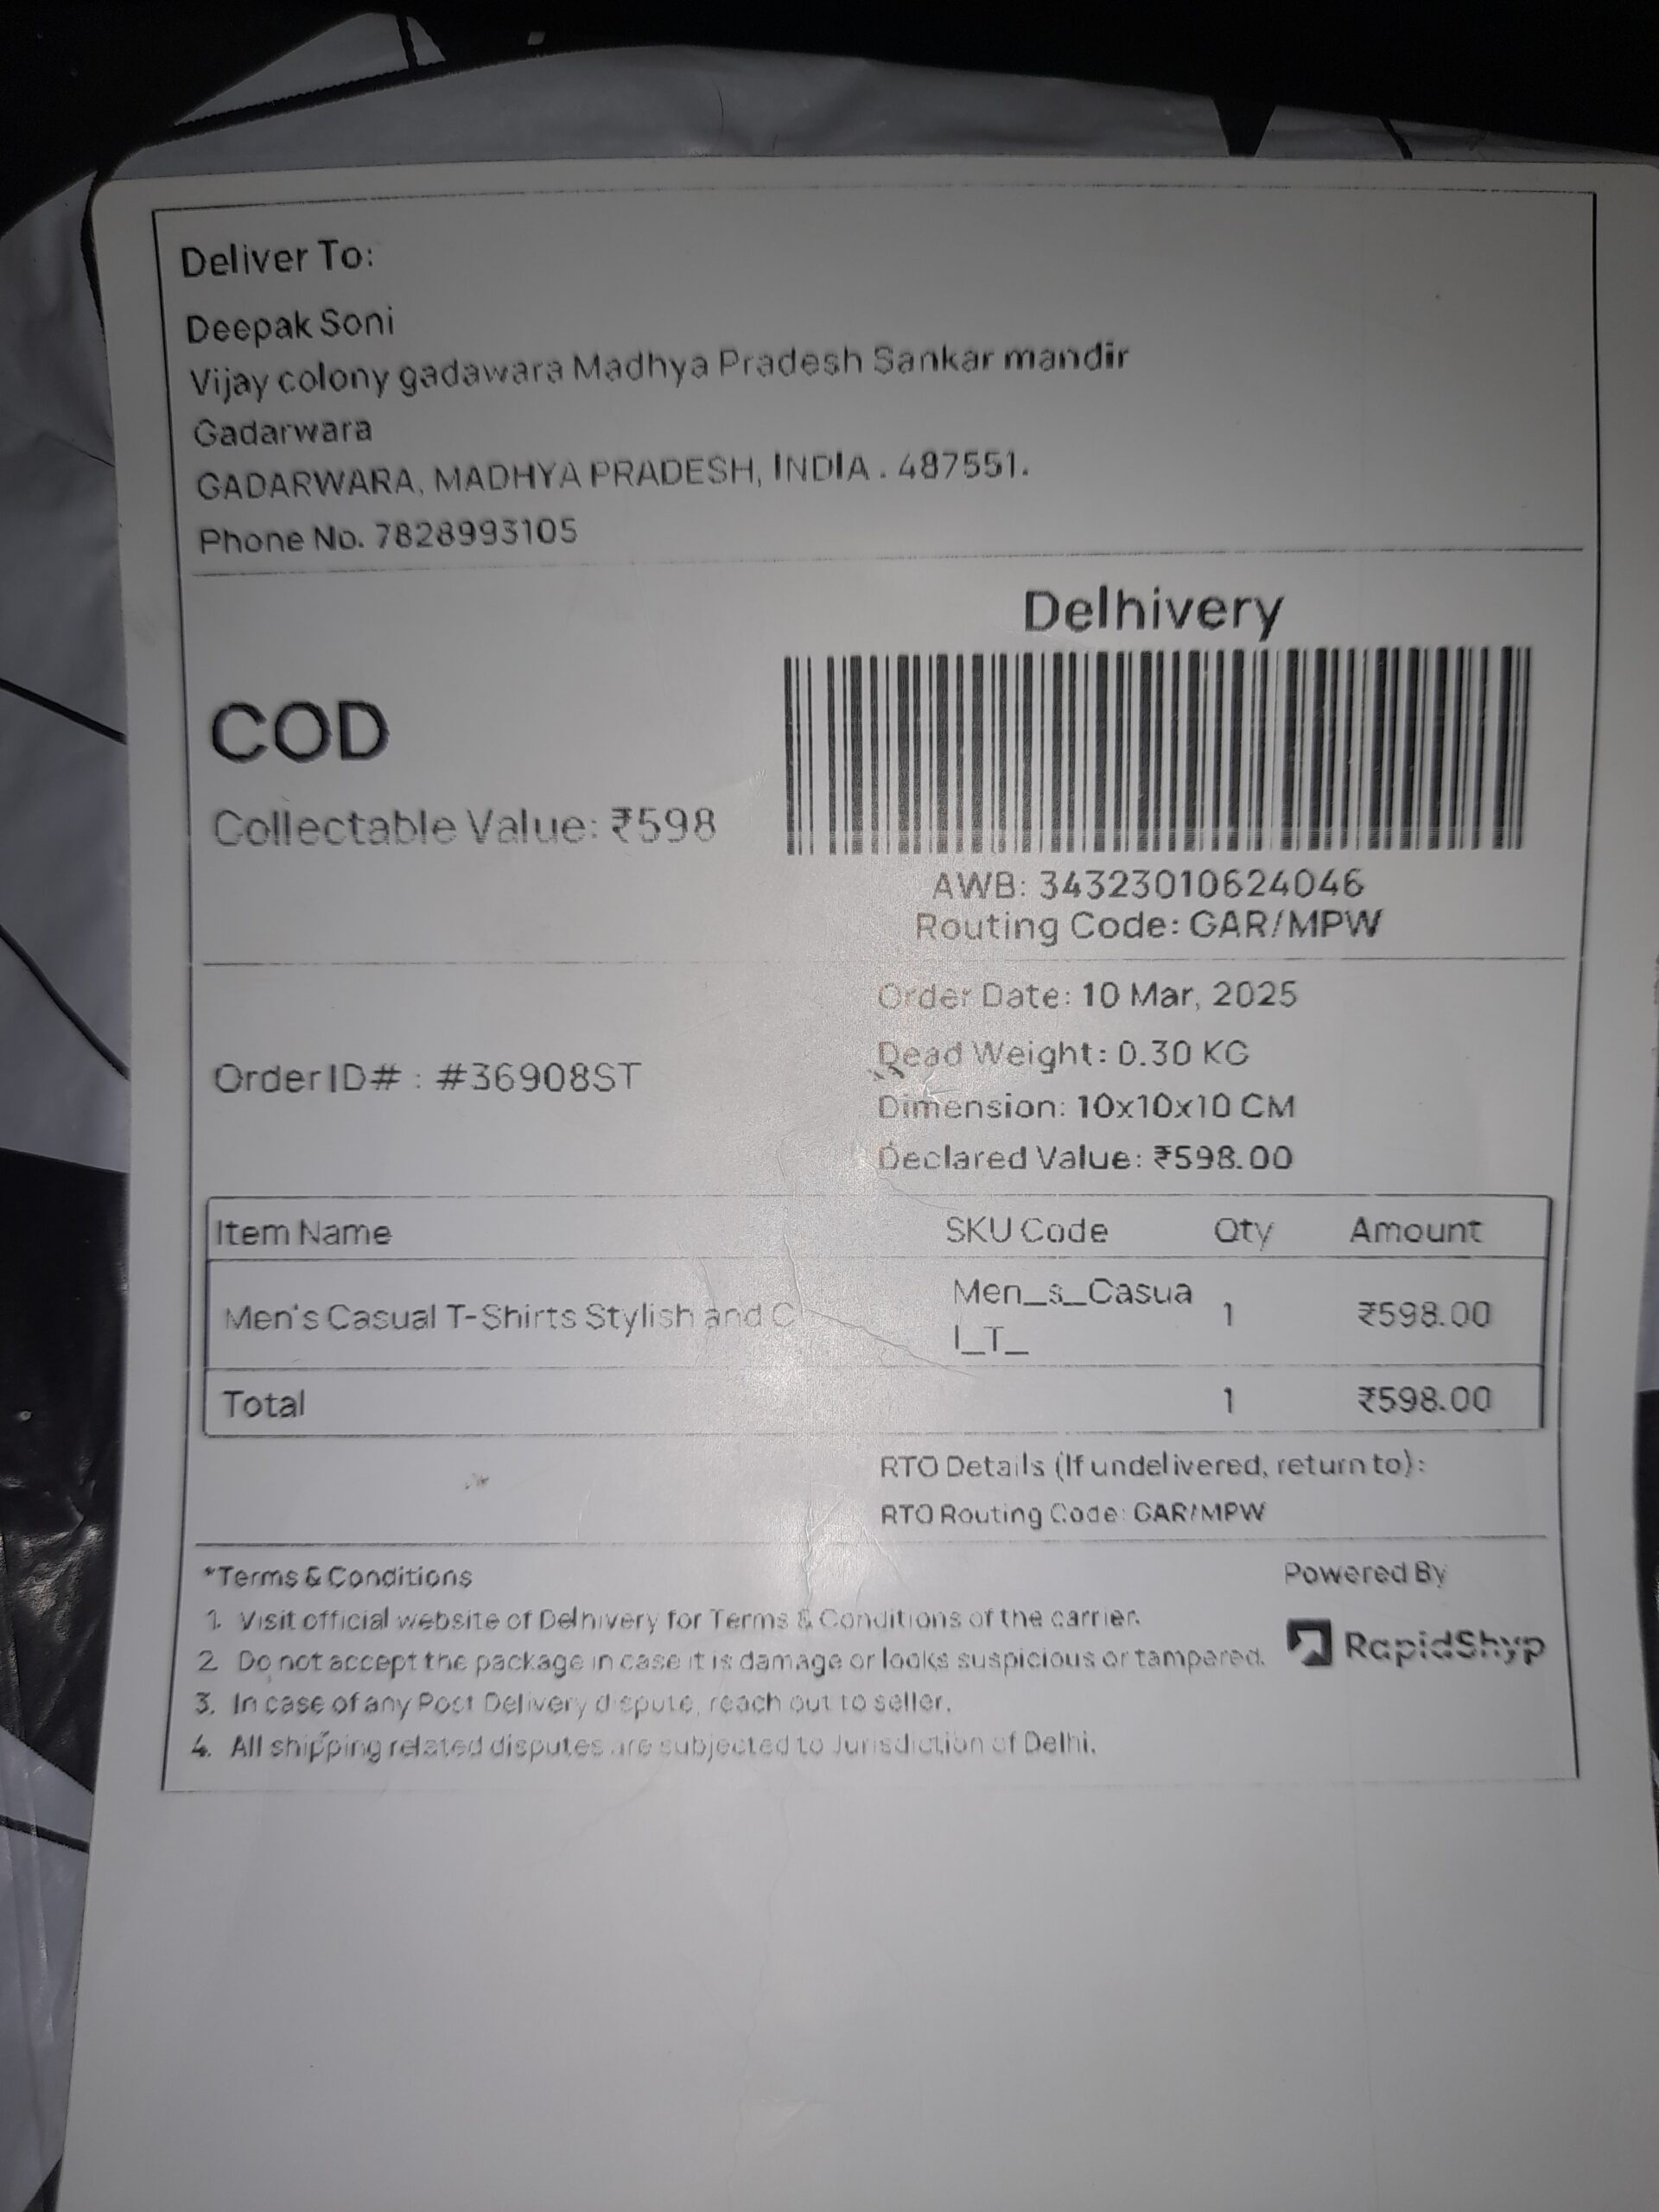 Deliver To:
Deepak Soni
Vijay colony gadawara Madhya Pradesh Sankar mandir
Gadarwara
GADARWARA, MADHYA PRADESH, INDIA . 487551.
Phone No. 7828993105
Delhivery
COD
Collectable Value: ₹598
AWB: 34323010624046
Routing Code: GAR/MPW
Order ID# : #36908ST
Order Date: 10 Mar, 2025
Dead Weight: 0.30 KG
Dimension: 10x10x10 CM
Declared Value: ₹598.00
Item Name SKU Code Qty Amount
Men's Casual T-Shirts Stylish and C Men_s_Casua 1 ₹598.00
l_T_
Total 1 ₹598.00
RTO Details (If undelivered, return to):
RTO Routing Code: GAR/MPW
*Terms & Conditions
1. Visit official website of Delhivery for Terms & Conditions of the carrier.
2. Do not accept the package in case it is damage or looks suspicious or tampered.
3. In case of any Post Delivery dispute, reach out to seller.
4. All shipping related disputes are subjected to Jurisdiction of Delhi.
Powered By
RapidShyp